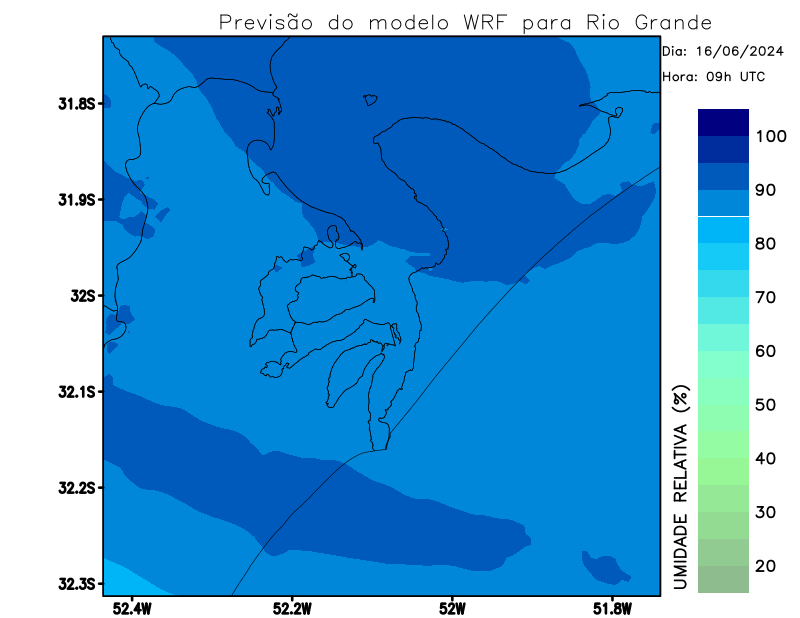 Previsão do modelo WRF para Rio Grande
Dia: 16/06/2024
Hora: 09h UTC
31.8S
31.9S
32S
32.1S
32.2S
32.3S
52.4W
52.2W
52W
51.8W
100
90
80
70
60
50
40
30
20
UMIDADE RELATIVA (%)